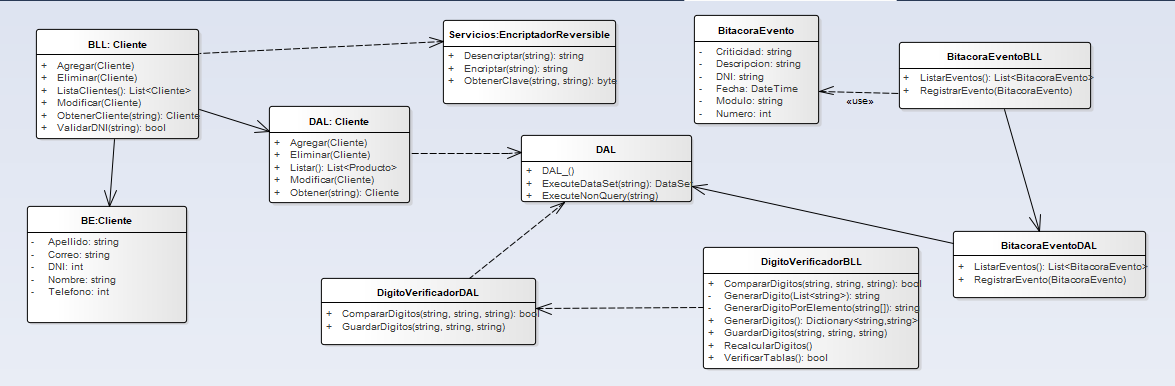 BLL: Cliente
+ Agregar(Cliente)
+ Eliminar(Cliente)
+ ListaClientes(): List<Cliente>
+ Modificar(Cliente)
+ ObtenerCliente(string): Cliente
+ ValidarDNI(string): bool
Servicios:EncriptadorReversible
+ Desencriptar(string): string
+ Encriptar(string): string
+ ObtenerClave(string, string): byte
BitacoraEvento
- Criticidad: string
- Descripcion: string
- DNI: string
- Fecha: DateTime
- Modulo: string
- Numero: int
«use»
BitacoraEventoBLL
+ ListarEventos(): List<BitacoraEvento>
+ RegistrarEvento(BitacoraEvento)
DAL: Cliente
+ Agregar(Cliente)
+ Eliminar(Cliente)
+ Listar(): List<Producto>
+ Modificar(Cliente)
+ Obtener(string): Cliente
DAL
+ DAL_()
+ ExecuteDataSet(string): DataSet
+ ExecuteNonQuery(string)
BE:Cliente
- Apellido: string
- Correo: string
- DNI: int
- Nombre: string
- Telefono: int
BitacoraEventoDAL
+ ListarEventos(): List<BitacoraEvento>
+ RegistrarEvento(BitacoraEvento)
DigitoVerificadorDAL
+ CompararDigitos(string, string, string): bool
+ GuardarDigitos(string, string, string)
DigitoVerificadorBLL
+ CompararDigitos(string, string, string): bool
- GenerarDigito(List<string>): string
- GenerarDigitoPorElemento(string[]): string
+ GenerarDigitos(): Dictionary<string,string>
+ GuardarDigitos(string, string, string)
+ RecalcularDigitos()
+ VerificarTablas(): bool